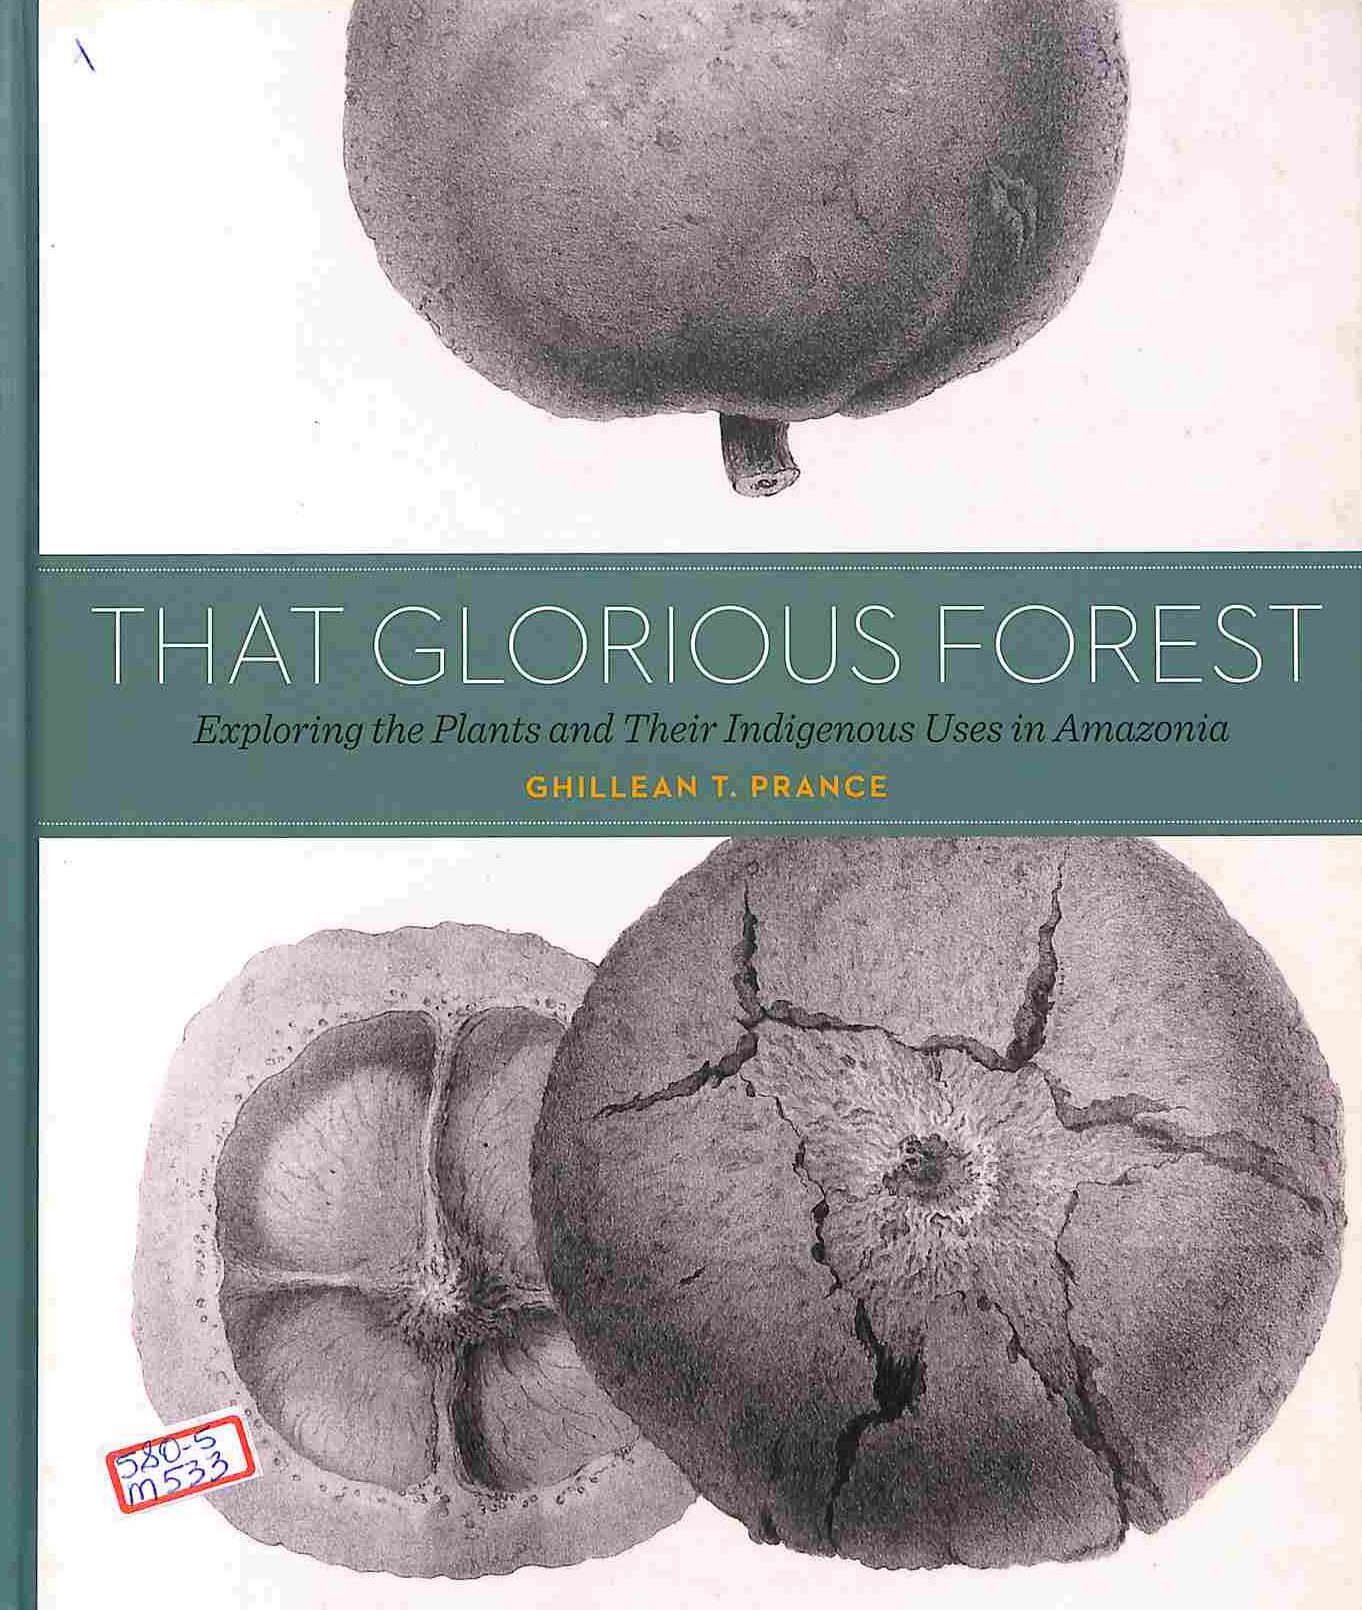 THAT GLORIOUS FOREST
Exploring the Plants and Their Indigenous Uses in Amazonia
GHILLEAN T. PRANCE
580-5
m533